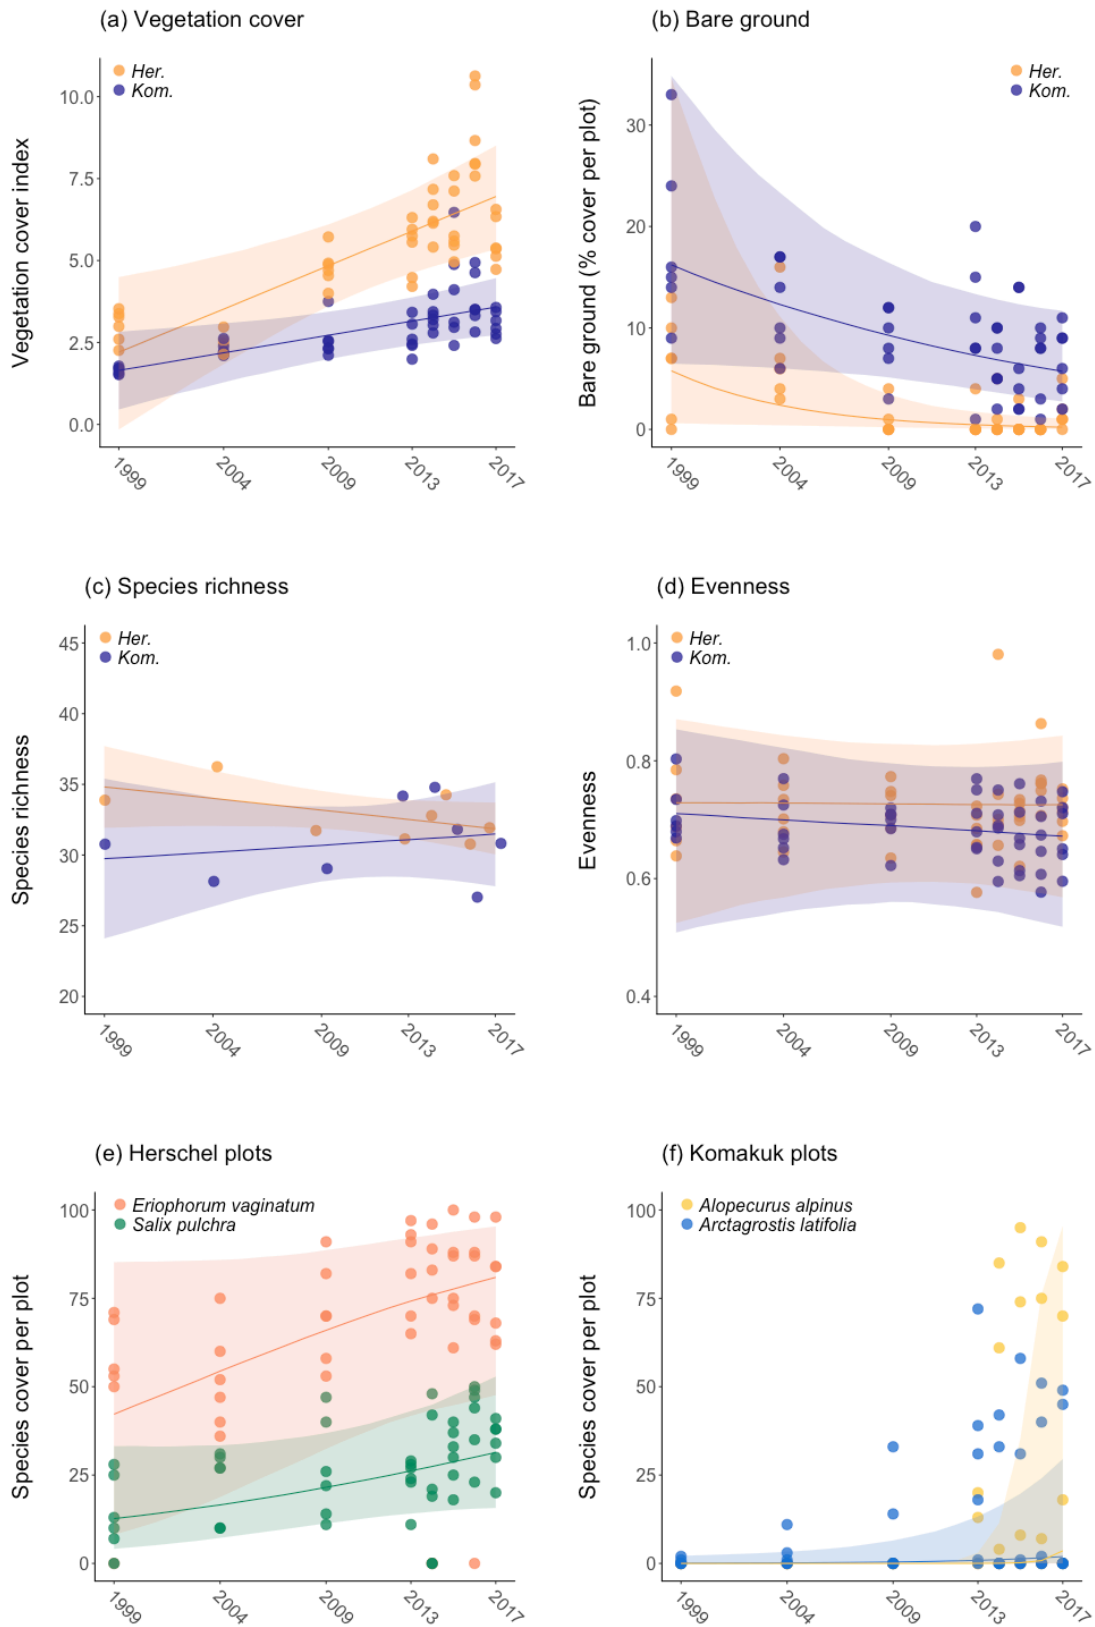 (a) Vegetation cover
Her.
Kom.
Vegetation cover index
10.0
7.5
5.0
2.5
0.0
1999
2004
2009
2013
2017
(b) Bare ground
Her.
Kom.
Bare ground (% cover per plot)
30
20
10
0
1999
2004
2009
2013
2017
(c) Species richness
Her.
Kom.
Species richness
45
40
35
30
25
20
1999
2004
2009
2013
2017
(d) Evenness
Her.
Kom.
Evenness
1.0
0.8
0.6
0.4
1999
2004
2009
2013
2017
(e) Herschel plots
Eriophorum vaginatum
Salix pulchra
Species cover per plot
100
75
50
25
0
1999
2004
2009
2013
2017
(f) Komakuk plots
Alopecurus alpinus
Arctagrostis latifolia
Species cover per plot
100
75
50
25
0
1999
2004
2009
2013
2017